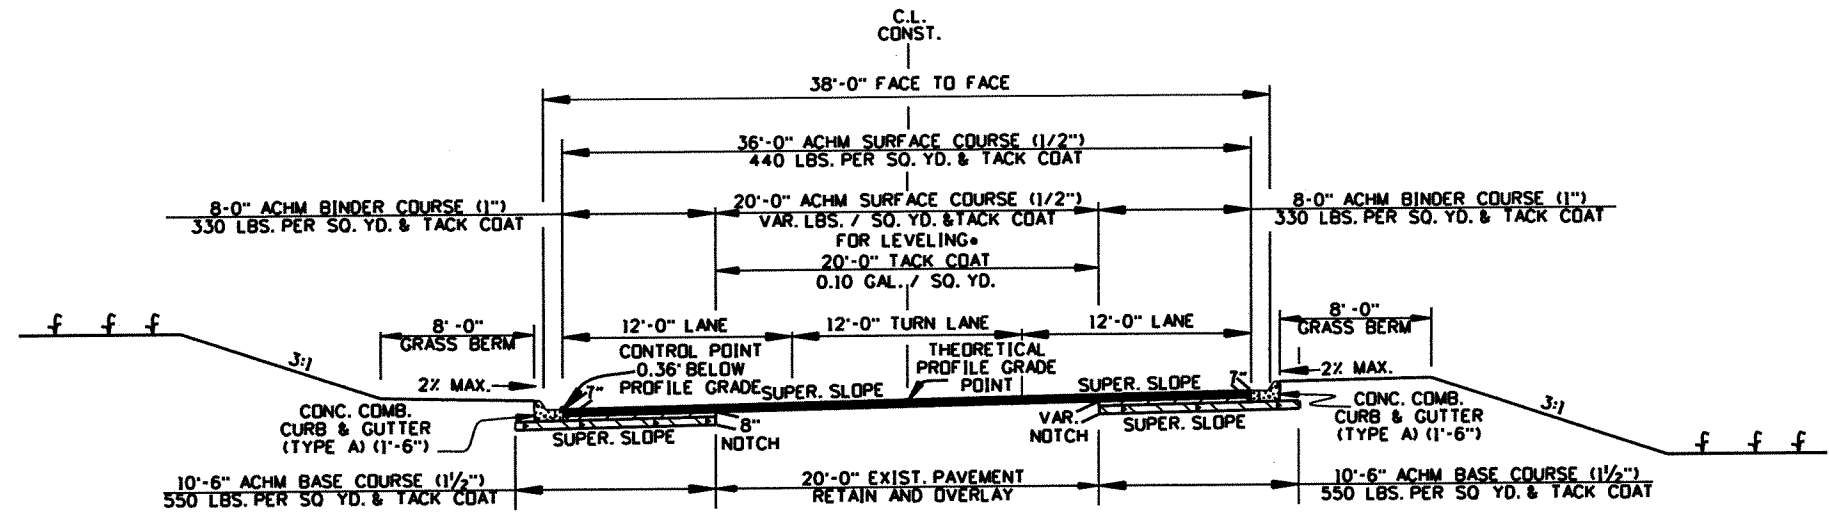 C.L.
CONST.
38'-0" FACE TO FACE
36'-0" ACHM SURFACE COURSE (1/2")
440 LBS. PER SQ. YD. & TACK COAT
8-0" ACHM BINDER COURSE (1")
330 LBS. PER SQ. YD. & TACK COAT
20'-0" ACHM SURFACE COURSE (1/2")
VAR. LBS. / SQ. YD. & TACK COAT
FOR LEVELING•
8-0" ACHM BINDER COURSE (1")
330 LBS. PER SQ. YD. & TACK COAT
20'-0" TACK COAT
0.10 GAL. / SQ. YD.
f f f
8'-0"
GRASS BERM
12'-0" LANE
12'-0" TURN LANE
12'-0" LANE
8'-0"
GRASS BERM
3:1
2% MAX.
CONTROL POINT
0.36' BELOW
PROFILE GRADE
7"
SUPER. SLOPE
THEORETICAL
PROFILE GRADE
POINT
SUPER. SLOPE
7"
2% MAX.
3:1
CONC. COMB.
CURB & GUTTER
(TYPE A) (1'-6")
SUPER. SLOPE
8"
NOTCH
VAR.
NOTCH
SUPER. SLOPE
CONC. COMB.
CURB & GUTTER
(TYPE A) (1'-6")
f f f
10'-6" ACHM BASE COURSE (1½")
550 LBS. PER SQ YD. & TACK COAT
20'-0" EXIST. PAVEMENT
RETAIN AND OVERLAY
10'-6" ACHM BASE COURSE (1½")
550 LBS. PER SQ YD. & TACK COAT